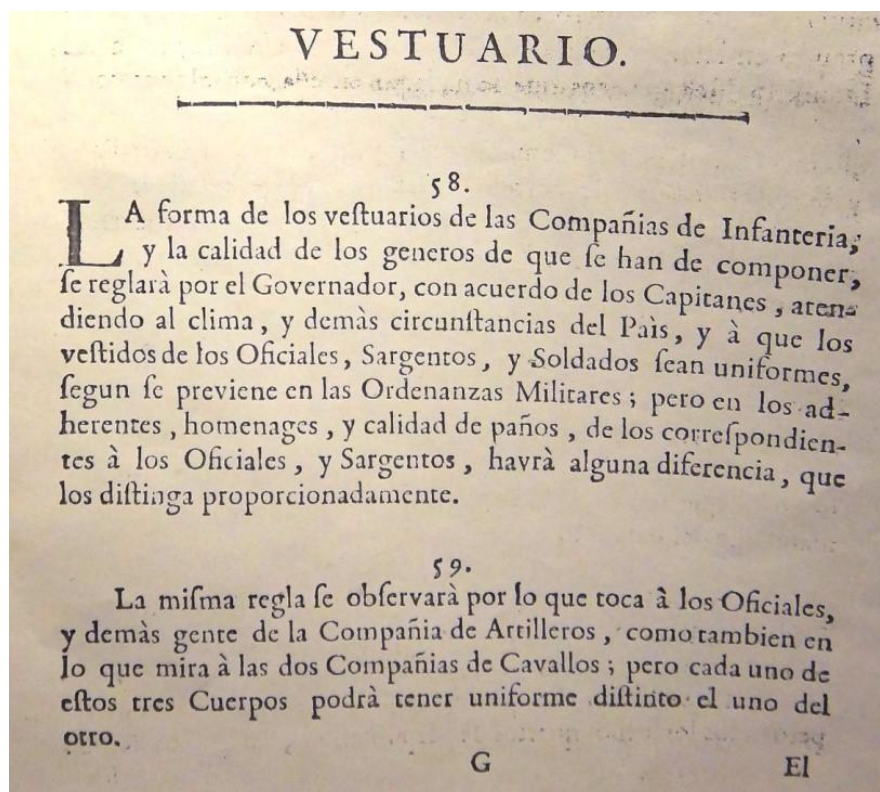 VESTUARIO.
58.
LA forma de los veſtuarios de las Compañias de Infanteria,
y la calidad de los generos de que ſe han de componer,
ſe reglarà por el Governador, con acuerdo de los Capitanes, aten-
diendo al clima, y demàs circunſtancias del Paìs, y à que los
veſtidos de los Oficiales, Sargentos, y Soldados ſean uniformes,
ſegun ſe previene en las Ordenanzas Militares; pero en los ad-
herentes, homenages, y calidad de paños, de los correſpondien-
tes à los Oficiales, y Sargentos, havrà alguna diferencia, que
los diſtinga proporcionadamente.
59.
La miſma regla ſe obſervarà por lo que toca à los Oficiales,
y demàs gente de la Compañia de Artilleros, como tambien en
lo que mira à las dos Compañias de Cavallos; pero cada uno de
eſtos tres Cuerpos podrà tener uniforme diſtinto el uno del
otro.
G El